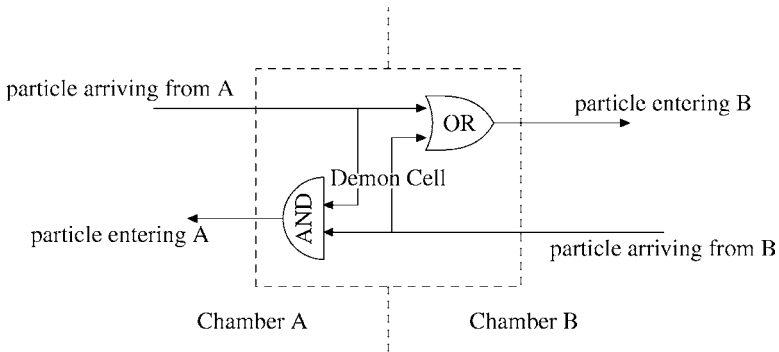 particle arriving from A
particle entering B
OR
Demon Cell
AND
particle entering A
particle arriving from B
Chamber A
Chamber B